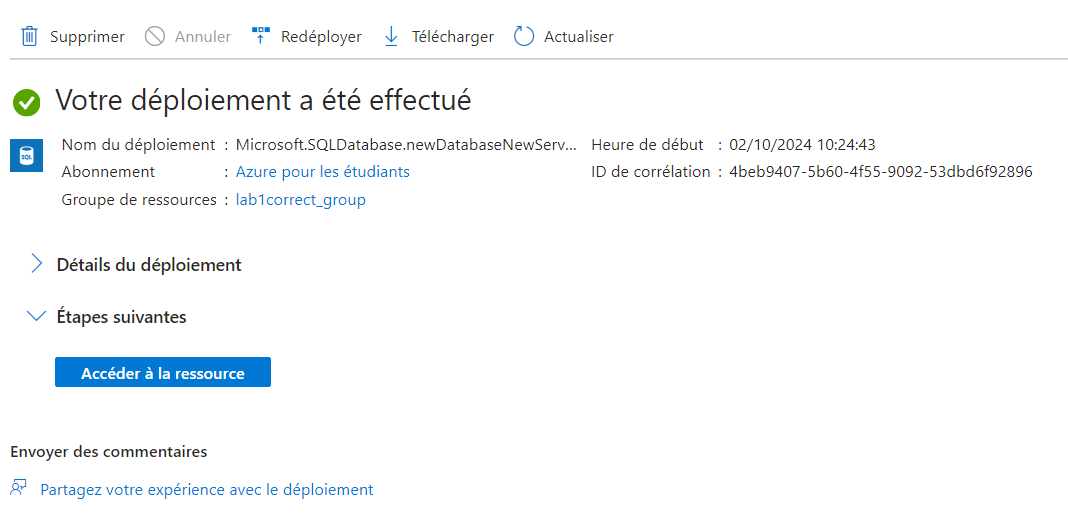 Supprimer Annuler Redéployer Télécharger Actualiser
Votre déploiement a été effectué
SQL
Nom du déploiement : Microsoft.SQLDatabase.newDatabaseNewServ... Heure de début : 02/10/2024 10:24:43
Abonnement : Azure pour les étudiants ID de corrélation : 4beb9407-5b60-4f55-9092-53dbd6f92896
Groupe de ressources : lab1correct_group
Détails du déploiement
Étapes suivantes
Accéder à la ressource
Envoyer des commentaires
Partagez votre expérience avec le déploiement